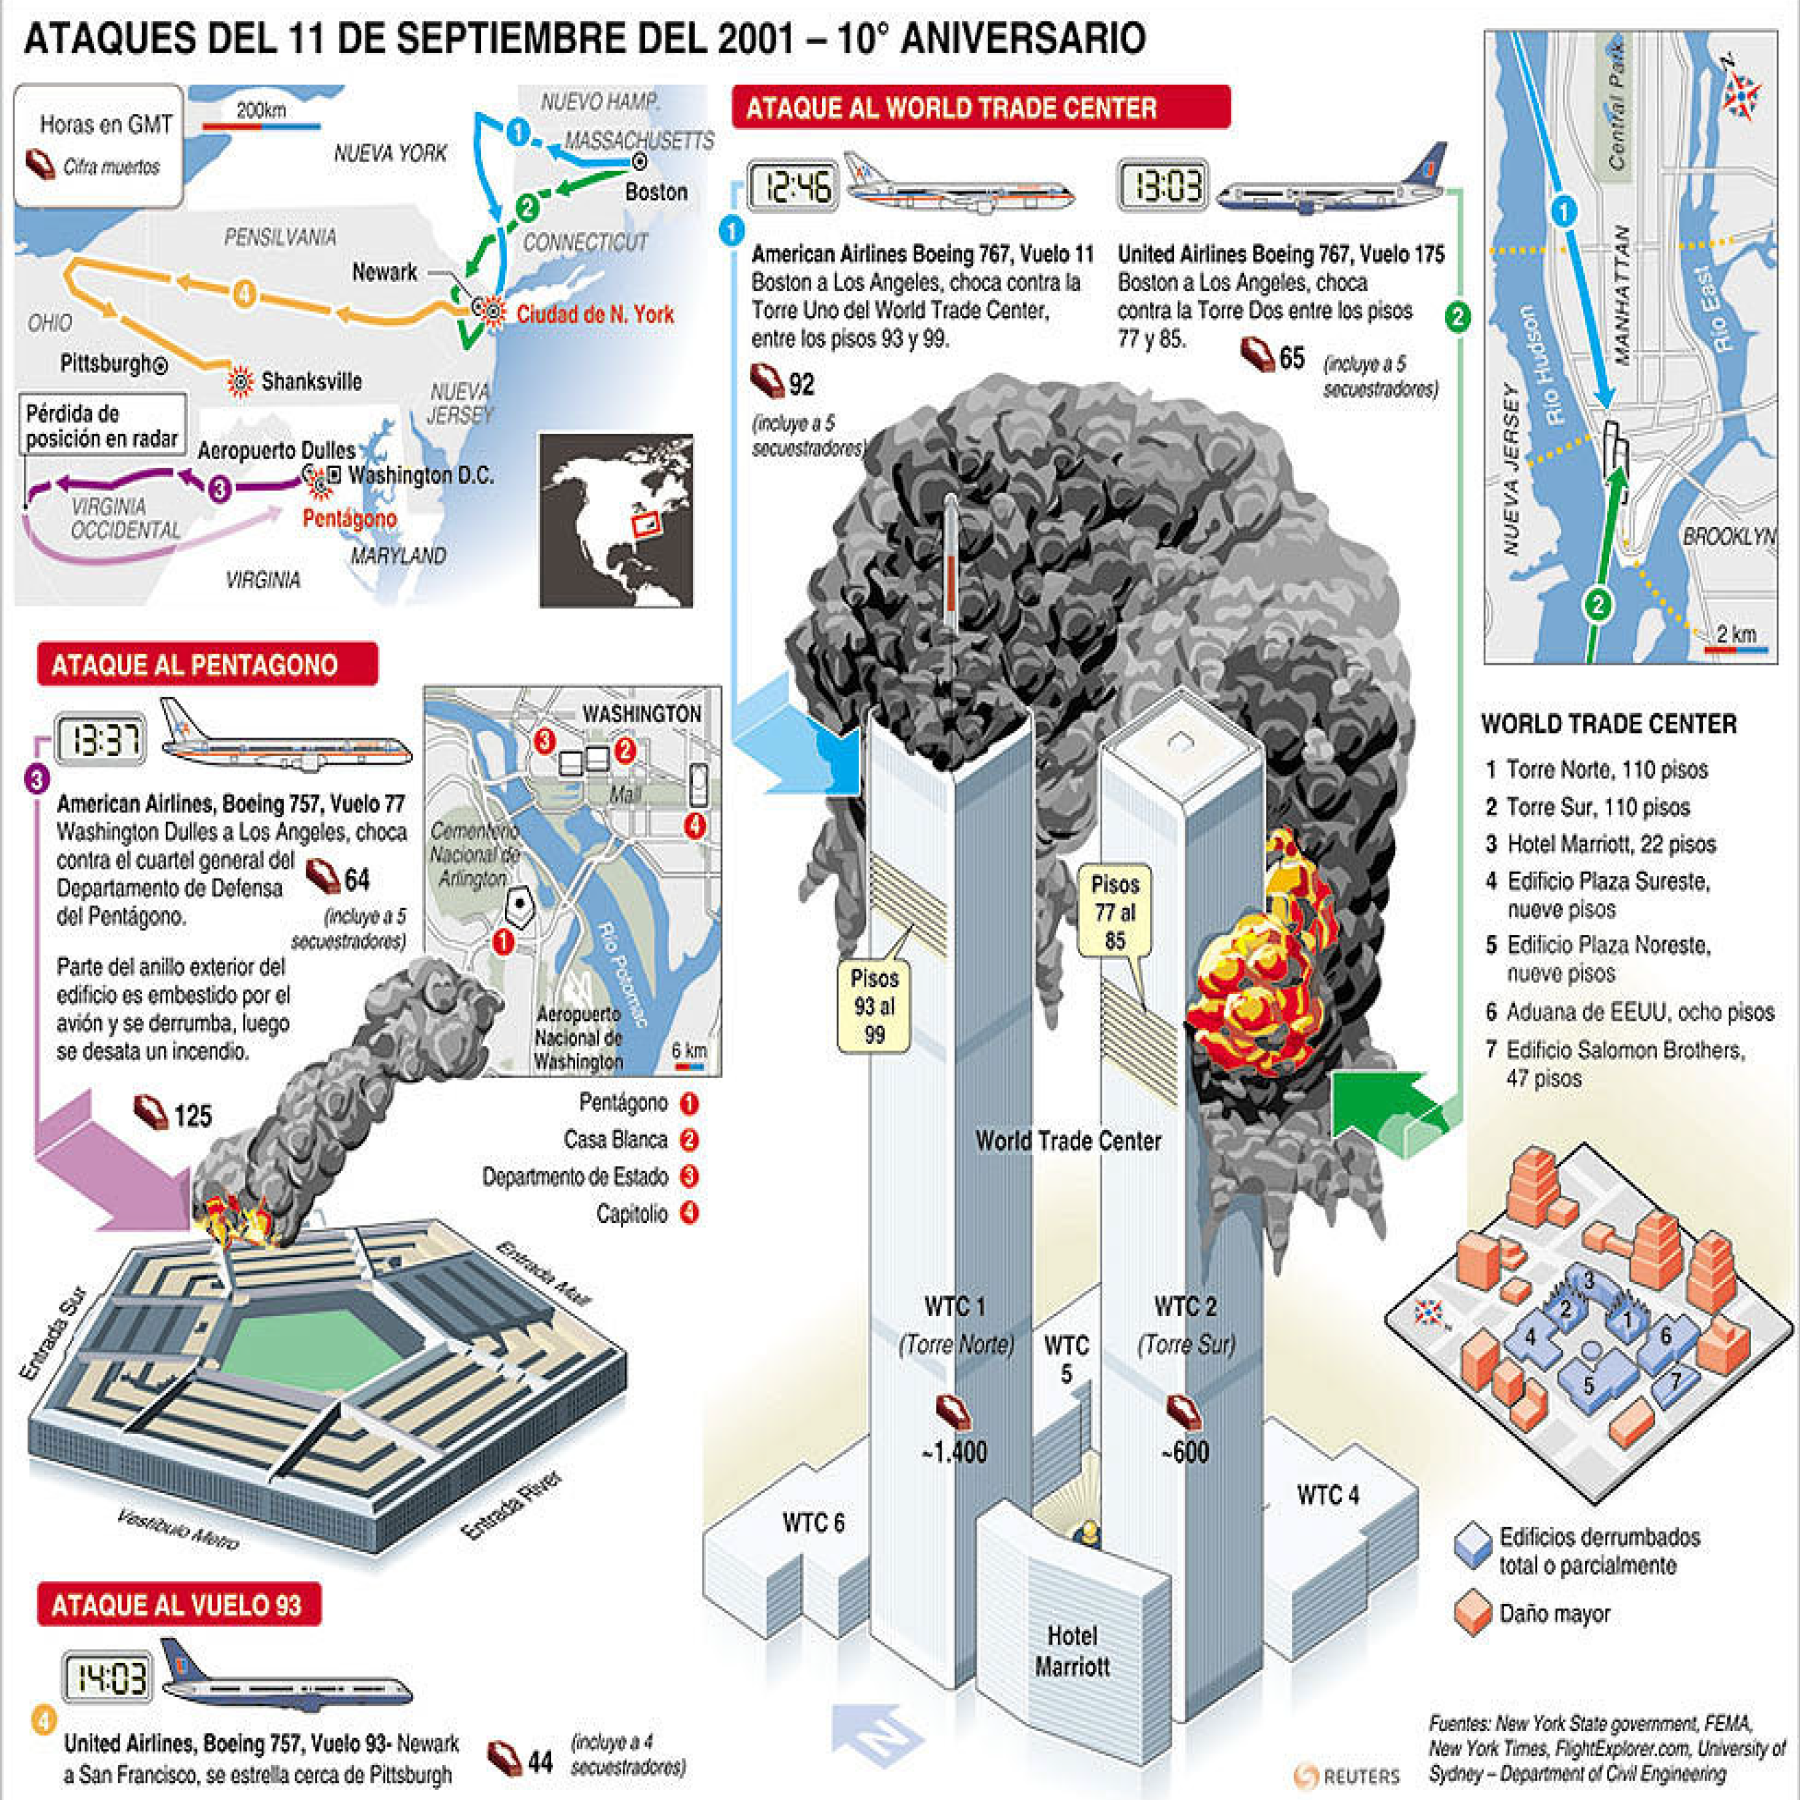 ATAQUES DEL 11 DE SEPTIEMBRE DEL 2001 – 10° ANIVERSARIO
Horas en GMT
Cifra muertos
200km
NUEVO HAMP.
MASSACHUSETTS
NUEVA YORK
1
Boston
2
PENSILVANIA
CONNECTICUT
Newark
4
Ciudad de N. York
OHIO
Pittsburgh
Shanksville
NUEVA
JERSEY
Pérdida de
posición en radar
Aeropuerto Dulles
Washington D.C.
3
VIRGINIA
OCCIDENTAL
Pentágono
MARYLAND
VIRGINIA
ATAQUE AL WORLD TRADE CENTER
12:46
1
American Airlines Boeing 767, Vuelo 11
Boston a Los Angeles, choca contra la
Torre Uno del World Trade Center,
entre los pisos 93 y 99.
92
(incluye a 5
secuestradores)
13:03
2
United Airlines Boeing 767, Vuelo 175
Boston a Los Angeles, choca
contra la Torre Dos entre los pisos
77 y 85.
65
(incluye a 5
secuestradores)
Central Park
N
1
MANHATTAN
Río Hudson
Río East
NUEVA JERSEY
BROOKLYN
2
2 km
ATAQUE AL PENTAGONO
13:37
3
American Airlines, Boeing 757, Vuelo 77
Washington Dulles a Los Angeles, choca
contra el cuartel general del
Departamento de Defensa
del Pentágono.
64
(incluye a 5
secuestradores)
Parte del anillo exterior del
edificio es embestido por el
avión y se derrumba, luego
se desata un incendio.
125
WASHINGTON
3
2
Mall
4
Cementerio
Nacional de
Arlington
1
Río Potomac
Aeropuerto
Nacional de
Washington
6 km
Pentágono 1
Casa Blanca 2
Departmento de Estado 3
Capitolio 4
Entrada Sur
Entrada Mall
Vestíbulo Metro
Entrada River
Pisos
93 al
99
Pisos
77 al
85
World Trade Center
WTC 1
(Torre Norte)
WTC
5
WTC 2
(Torre Sur)
~1.400
~600
WTC 6
WTC 4
Hotel
Marriott
N
WORLD TRADE CENTER
1 Torre Norte, 110 pisos
2 Torre Sur, 110 pisos
3 Hotel Marriott, 22 pisos
4 Edificio Plaza Sureste,
nueve pisos
5 Edificio Plaza Noreste,
nueve pisos
6 Aduana de EEUU, ocho pisos
7 Edificio Salomon Brothers,
47 pisos
3
2
1
4
6
5
7
N
Edificios derrumbados
total o parcialmente
Daño mayor
ATAQUE AL VUELO 93
14:03
4
United Airlines, Boeing 757, Vuelo 93- Newark
a San Francisco, se estrella cerca de Pittsburgh
44
(incluye a 4
secuestradores)
REUTERS
Fuentes: New York State government, FEMA,
New York Times, FlightExplorer.com, University of
Sydney – Department of Civil Engineering